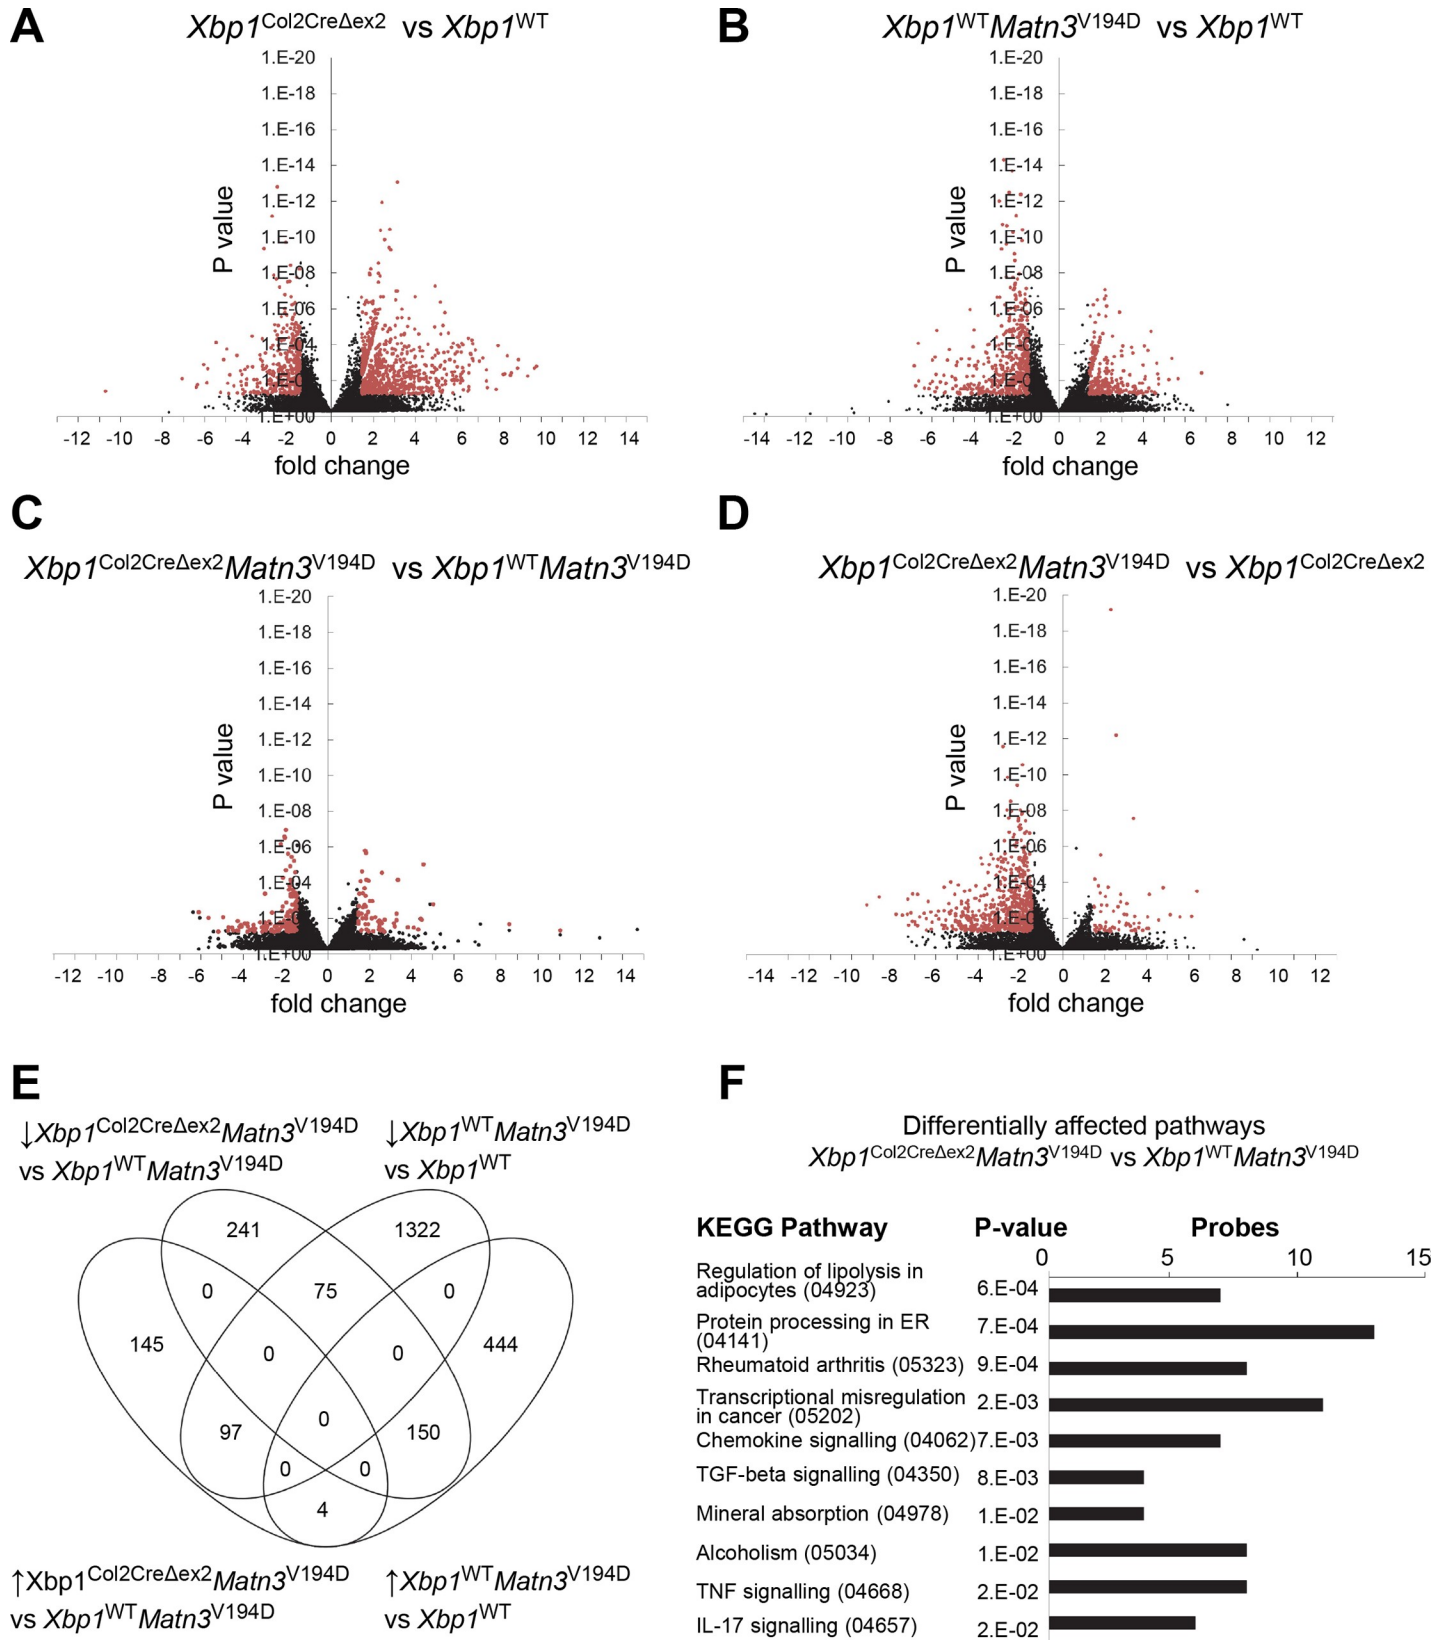 A
Xbp1Col2CreΔex2 vs Xbp1WT
1.E-20
1.E-18
1.E-16
1.E-14
1.E-12
1.E-10
1.E-08
1.E-06
1.E-04
1.E+00
P value
-12 -10 -8 -6 -4 -2 0 2 4 6 8 10 12 14
fold change
B
Xbp1WTMatn3V194D vs Xbp1WT
1.E-20
1.E-18
1.E-16
1.E-14
1.E-12
1.E-10
1.E-08
1.E-06
1.E-04
1.E+00
P value
-14 -12 -10 -8 -6 -4 -2 0 2 4 6 8 10 12
fold change
C
Xbp1Col2CreΔex2Matn3V194D vs Xbp1WTMatn3V194D
1.E-20
1.E-18
1.E-16
1.E-14
1.E-12
1.E-10
1.E-08
1.E-06
1.E-04
1.E+00
P value
-12 -10 -8 -6 -4 -2 0 2 4 6 8 10 12 14
fold change
D
Xbp1Col2CreΔex2Matn3V194D vs Xbp1Col2CreΔex2
1.E-20
1.E-18
1.E-16
1.E-14
1.E-12
1.E-10
1.E-08
1.E-06
1.E-04
1.E+00
P value
-14 -12 -10 -8 -6 -4 -2 0 2 4 6 8 10 12
fold change
E
↓Xbp1Col2CreΔex2Matn3V194D
vs Xbp1WTMatn3V194D
↓Xbp1WTMatn3V194D
vs Xbp1WT
241 1322
0 75 0
145 0 0 444
97 0 150
0 0
4
↑Xbp1Col2CreΔex2Matn3V194D
vs Xbp1WTMatn3V194D
↑Xbp1WTMatn3V194D
vs Xbp1WT
F
Differentially affected pathways
Xbp1Col2CreΔex2Matn3V194D vs Xbp1WTMatn3V194D
KEGG Pathway P-value Probes
0 5 10 15
Regulation of lipolysis in
adipocytes (04923) 6.E-04
Protein processing in ER
(04141) 7.E-04
Rheumatoid arthritis (05323) 9.E-04
Transcriptional misregulation
in cancer (05202) 2.E-03
Chemokine signalling (04062) 7.E-03
TGF-beta signalling (04350) 8.E-03
Mineral absorption (04978) 1.E-02
Alcoholism (05034) 1.E-02
TNF signalling (04668) 2.E-02
IL-17 signalling (04657) 2.E-02